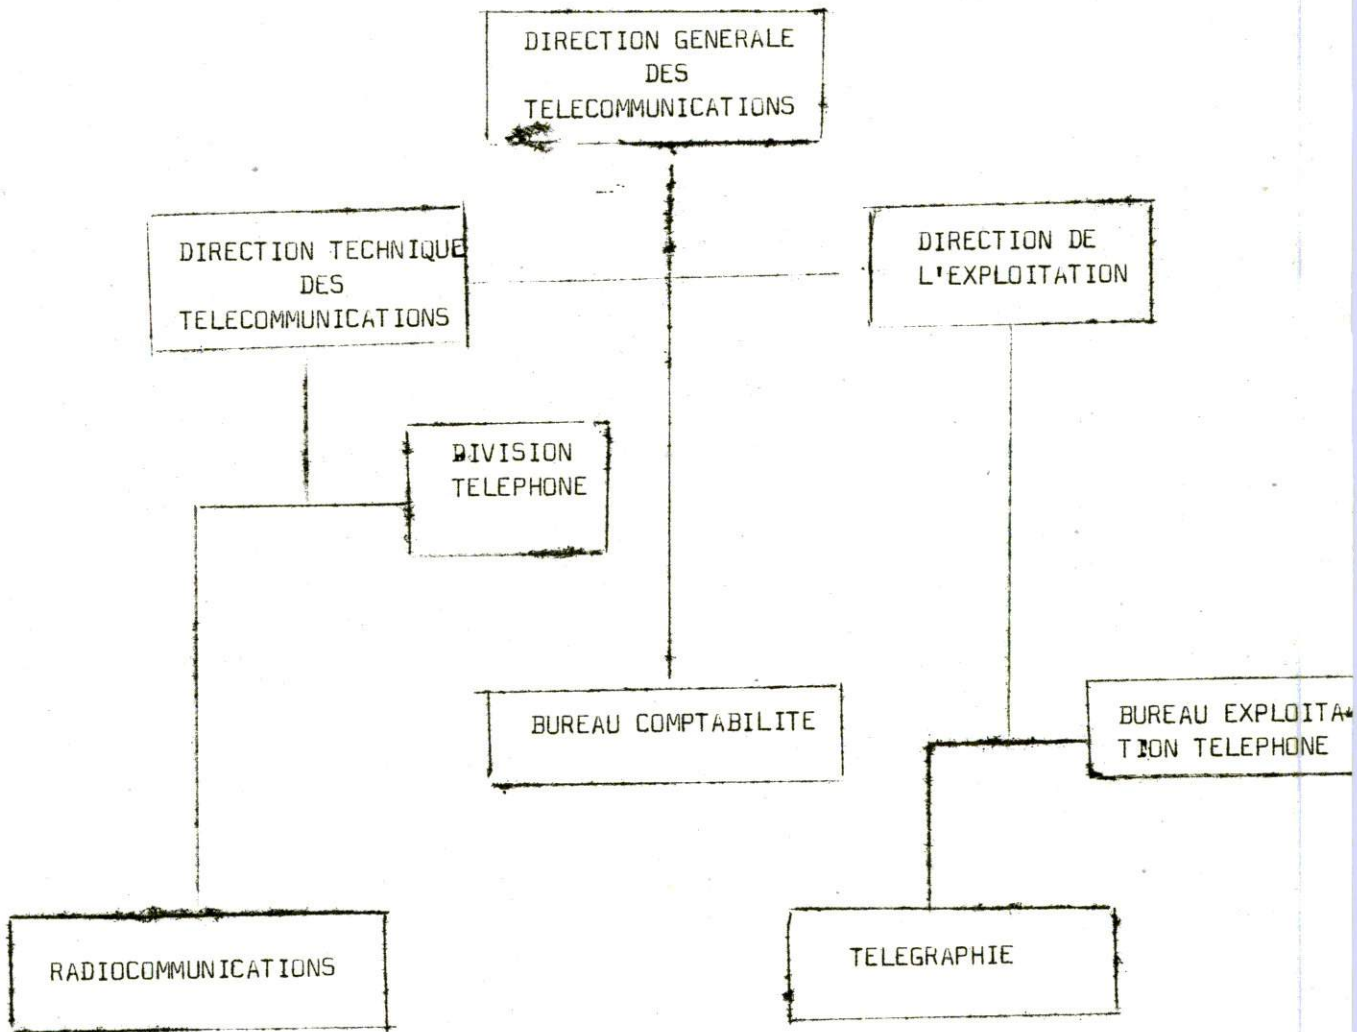 DIRECTION GENERALE
DES
TELECOMMUNICATIONS
DIRECTION TECHNIQUE
DES
TELECOMMUNICATIONS
DIRECTION DE
L'EXPLOITATION
DIVISION
TELEPHONE
BUREAU COMPTABILITE
BUREAU EXPLOITA-
TION TELEPHONE
RADIOCOMMUNICATIONS
TELEGRAPHIE